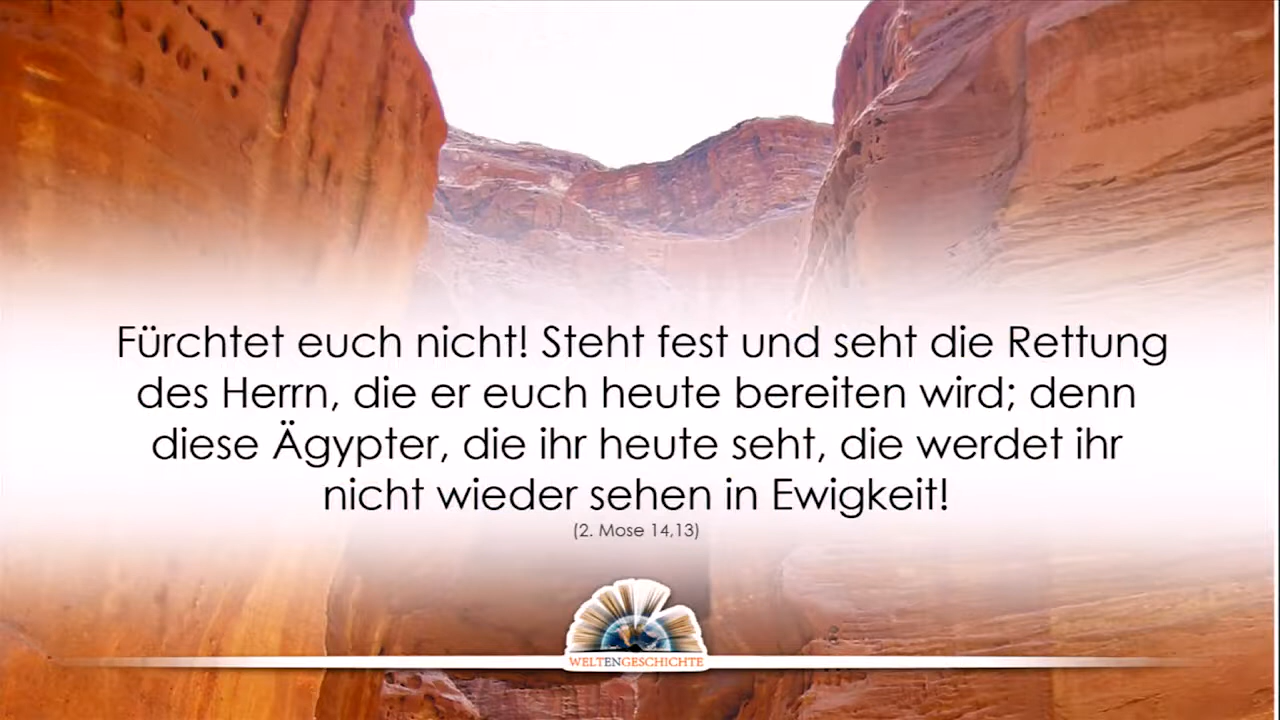 Fürchtet euch nicht! Steht fest und seht die Rettung
des Herrn, die er euch heute bereiten wird; denn
diese Ägypter, die ihr heute seht, die werdet ihr
nicht wieder sehen in Ewigkeit!
(2. Mose 14,13)
WELTENGESCHICHTE